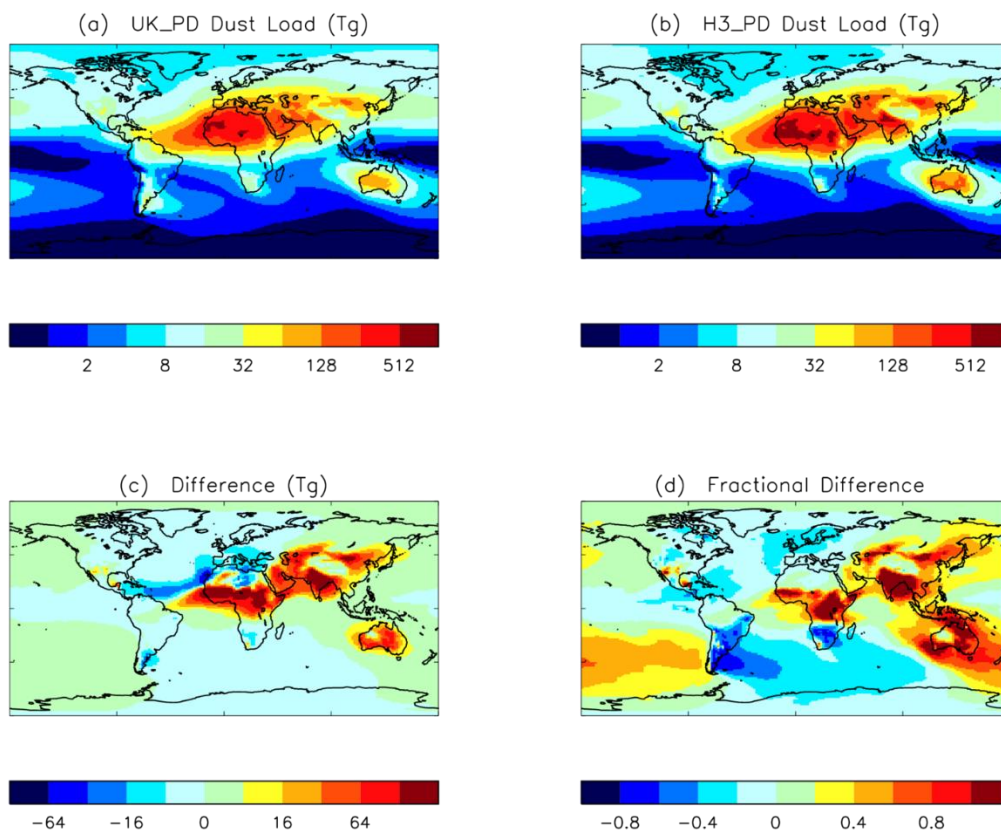 (a) UK_PD Dust Load (Tg)
(b) H3_PD Dust Load (Tg)
2 8 32 128 512
2 8 32 128 512
(c) Difference (Tg)
(d) Fractional Difference
−64 −16 0 16 64
−0.8 −0.4 0 0.4 0.8